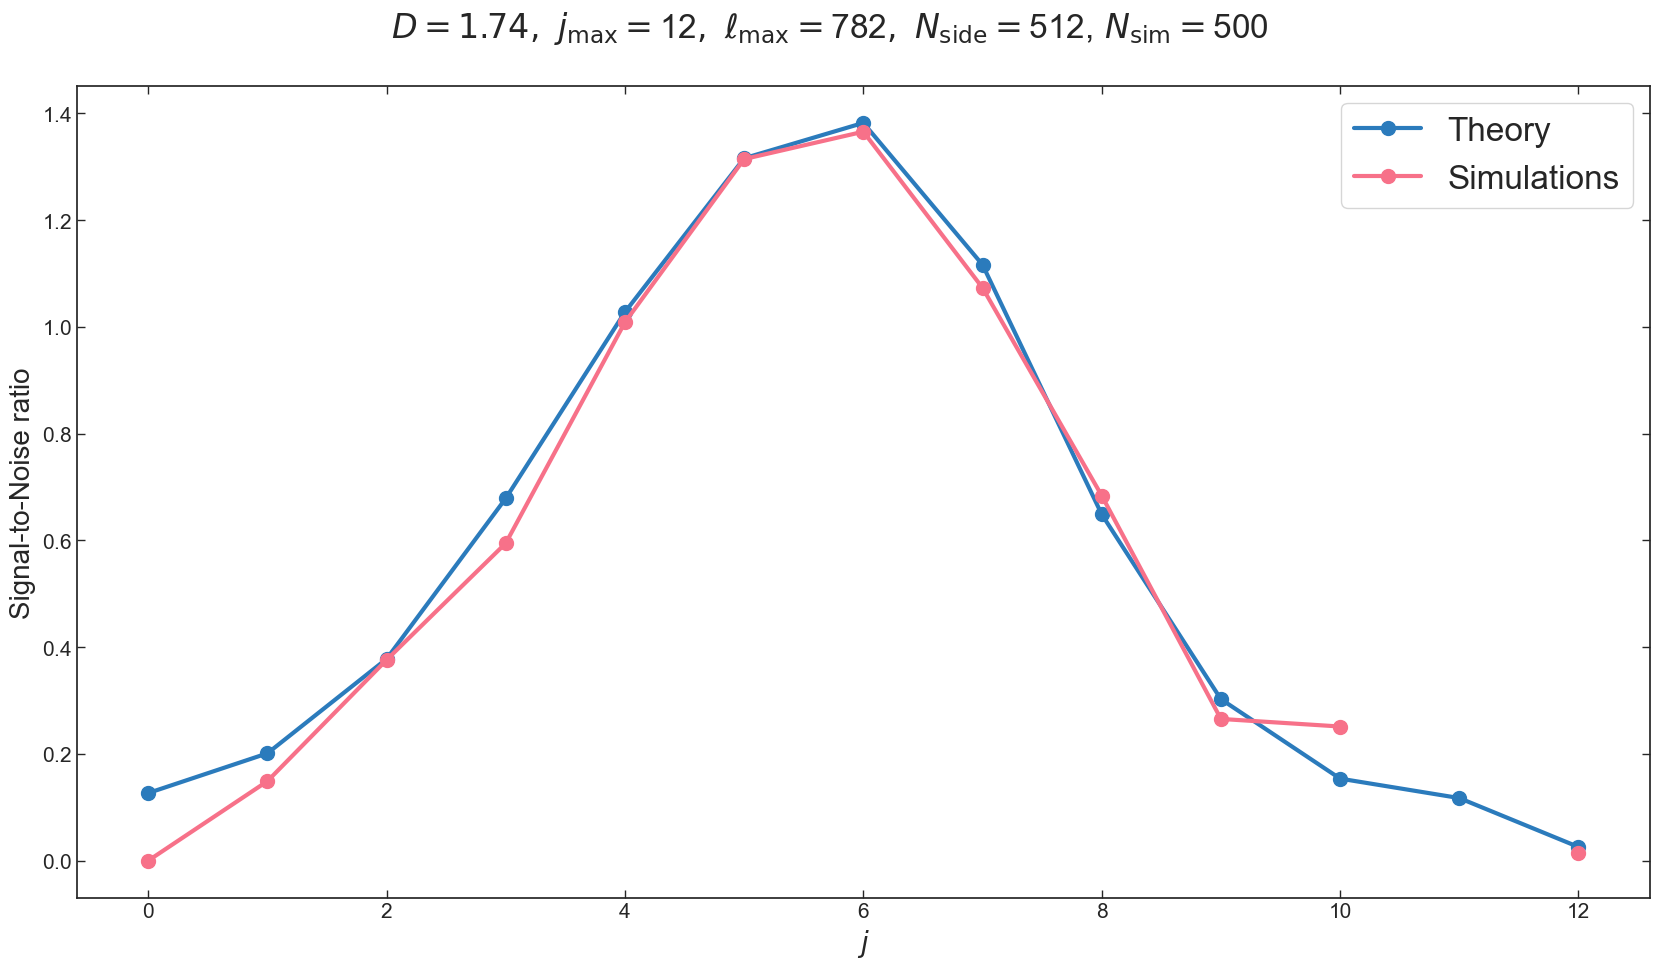 D = 1.74, j_max = 12, ℓ_max = 782, N_side = 512, N_sim = 500
Theory
Simulations
Signal-to-Noise ratio
1.4
1.2
1.0
0.8
0.6
0.4
0.2
0.0
0 2 4 6 8 10 12
j